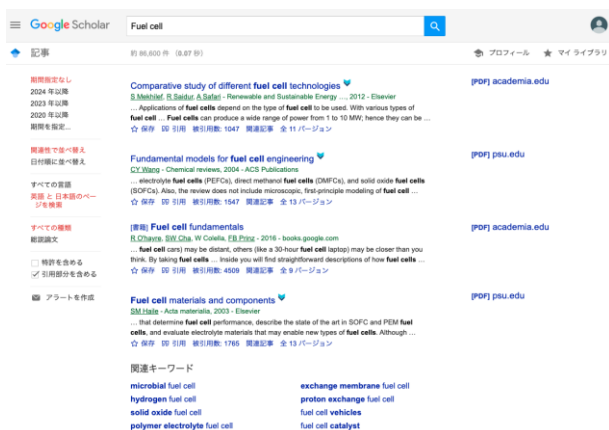 Google Scholar
Fuel cell
記事
約 86,600 件 (0.07 秒)
プロフィール
マイ ライブラリ
期間指定なし
2024 年以降
2023 年以降
2020 年以降
期間を指定...
関連性で並べ替え
日付順に並べ替え
すべての言語
英語 と 日本語のペー
ジを検索
すべての種類
総説論文
特許を含める
引用部分を含める
アラートを作成
Comparative study of different fuel cell technologies
S Mekhilef, R Saidur, A Safari - Renewable and Sustainable Energy ..., 2012 - Elsevier
... Applications of fuel cells depend on the type of fuel cell to be used. With various types of
fuel cell ... Fuel cells can produce a wide range of power from 1 to 10 MW; hence they can be ...
保存 引用 被引用数: 1047 関連記事 全 11 バージョン
[PDF] academia.edu
Fundamental models for fuel cell engineering
CY Wang - Chemical reviews, 2004 - ACS Publications
... electrolyte fuel cells (PEFCs), direct methanol fuel cells (DMFCs), and solid oxide fuel cells
(SOFCs). Also, the review does not include microscopic, first-principle modeling of fuel cell ...
保存 引用 被引用数: 1547 関連記事 全 13 バージョン
[PDF] psu.edu
[書籍] Fuel cell fundamentals
R O'hayre, SW Cha, W Colella, FB Prinz - 2016 - books.google.com
... fuel cell cars) may be distant, others (like a 30-hour fuel cell laptop) may be closer than you
think. By taking fuel cells ... Inside you will find straightforward descriptions of how fuel cells ...
保存 引用 被引用数: 4509 関連記事 全 9 バージョン
[PDF] academia.edu
Fuel cell materials and components
SM Haile - Acta materialia, 2003 - Elsevier
... that determine fuel cell performance, describe the state of the art in SOFC and PEM fuel
cells, and evaluate electrolyte materials that may enable new types of fuel cells. Although ...
保存 引用 被引用数: 1765 関連記事 全 13 バージョン
[PDF] psu.edu
関連キーワード
microbial fuel cell
hydrogen fuel cell
solid oxide fuel cell
polymer electrolyte fuel cell
exchange membrane fuel cell
proton exchange fuel cell
fuel cell vehicles
fuel cell catalyst